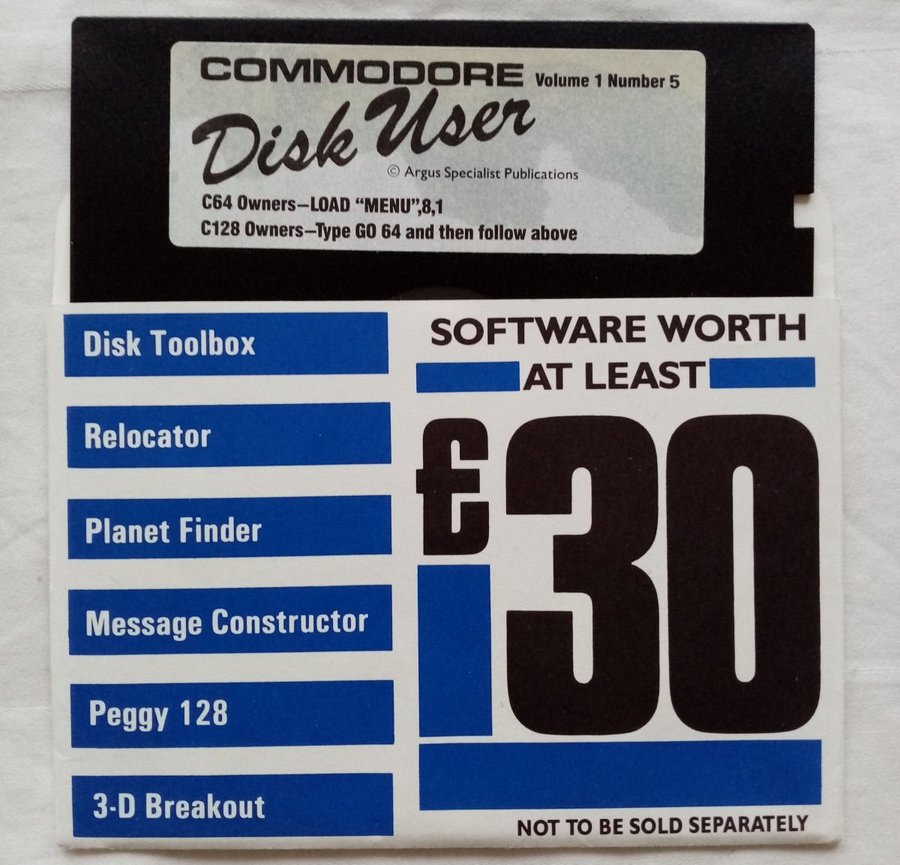 COMMODORE Volume 1 Number 5
Disk User
© Argus Specialist Publications
C64 Owners–LOAD “MENU”,8,1
C128 Owners–Type GO 64 and then follow above
Disk Toolbox
Relocator
Planet Finder
Message Constructor
Peggy 128
3-D Breakout
SOFTWARE WORTH
AT LEAST
£30
NOT TO BE SOLD SEPARATELY